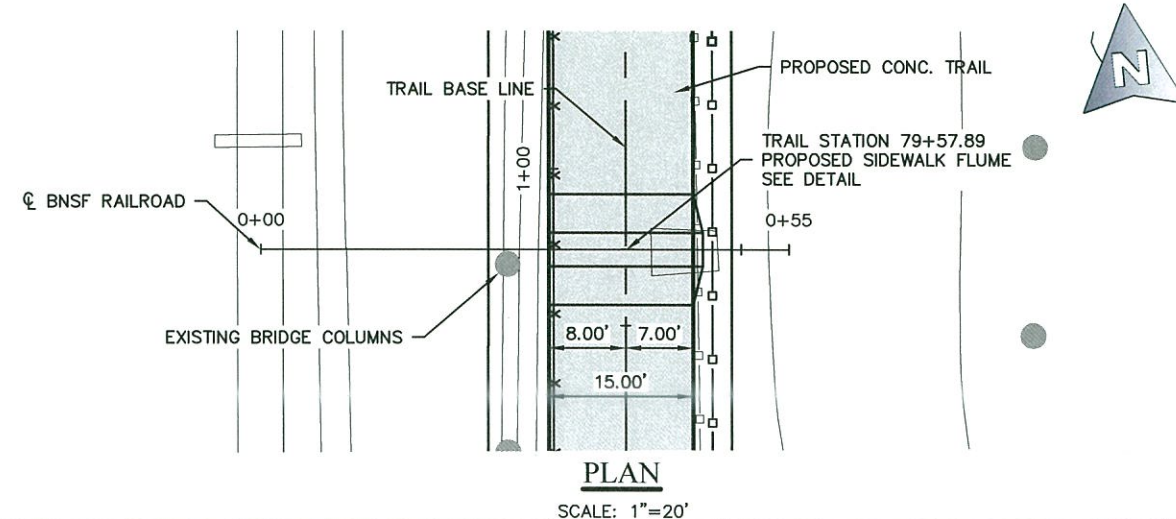 N
TRAIL BASE LINE
PROPOSED CONC. TRAIL
1+00
TRAIL STATION 79+57.89
PROPOSED SIDEWALK FLUME
SEE DETAIL
℄ BNSF RAILROAD
0+00
0+55
EXISTING BRIDGE COLUMNS
8.00'
7.00'
15.00'
PLAN
SCALE: 1"=20'